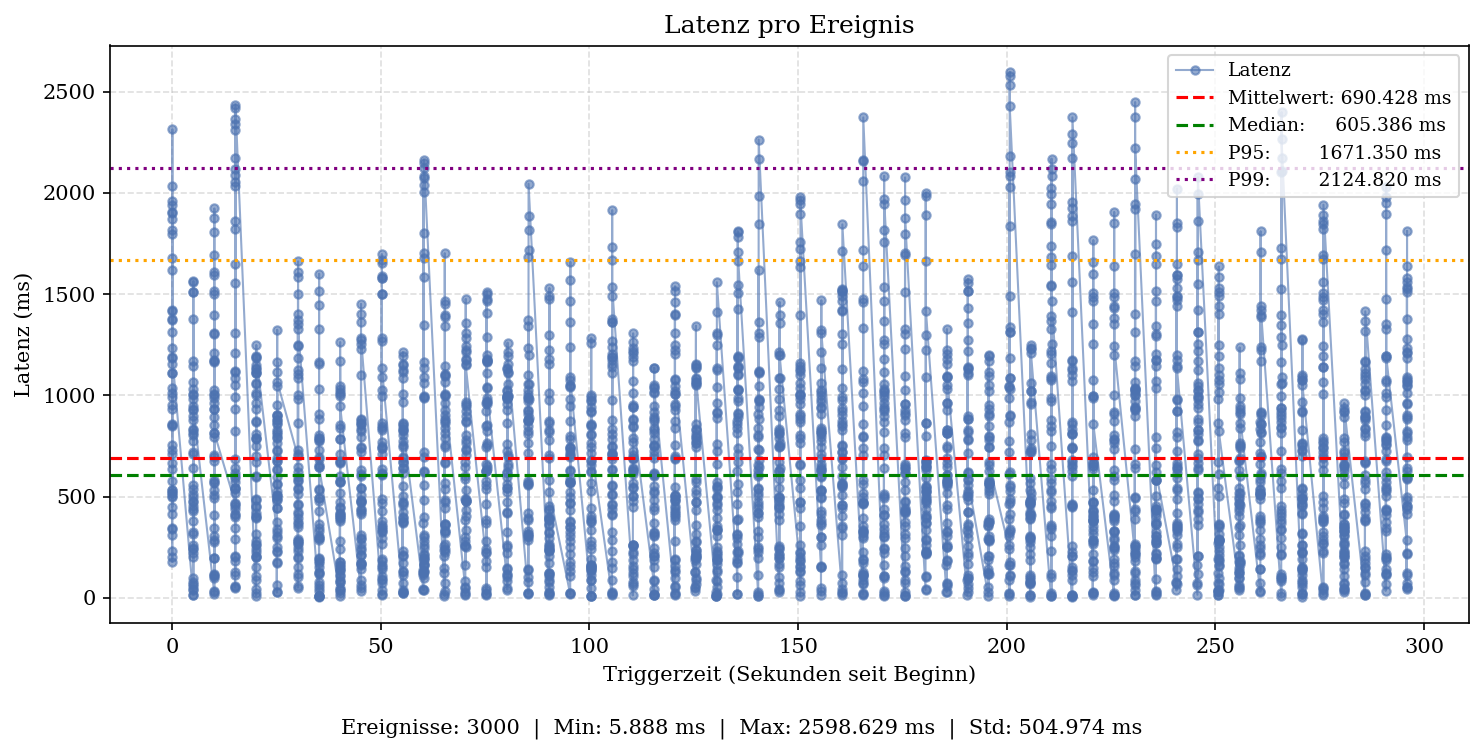 Latenz pro Ereignis
Latenz
Mittelwert: 690.428 ms
Median: 605.386 ms
P95: 1671.350 ms
P99: 2124.820 ms
Latenz (ms)
2500
2000
1500
1000
500
0
0 50 100 150 200 250 300
Triggerzeit (Sekunden seit Beginn)
Ereignisse: 3000 | Min: 5.888 ms | Max: 2598.629 ms | Std: 504.974 ms